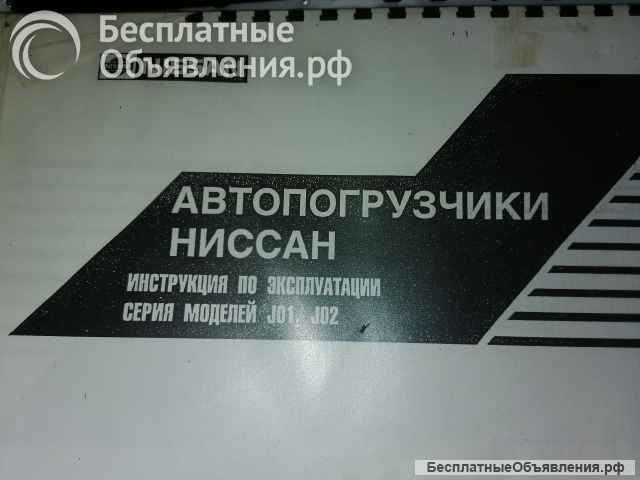 Бесплатные
Объявления.рф
АВТОПОГРУЗЧИКИ
НИССАН
ИНСТРУКЦИЯ ПО ЭКСПЛУАТАЦИИ
СЕРИЯ МОДЕЛЕЙ J01, J02
БесплатныеОбъявления.рф